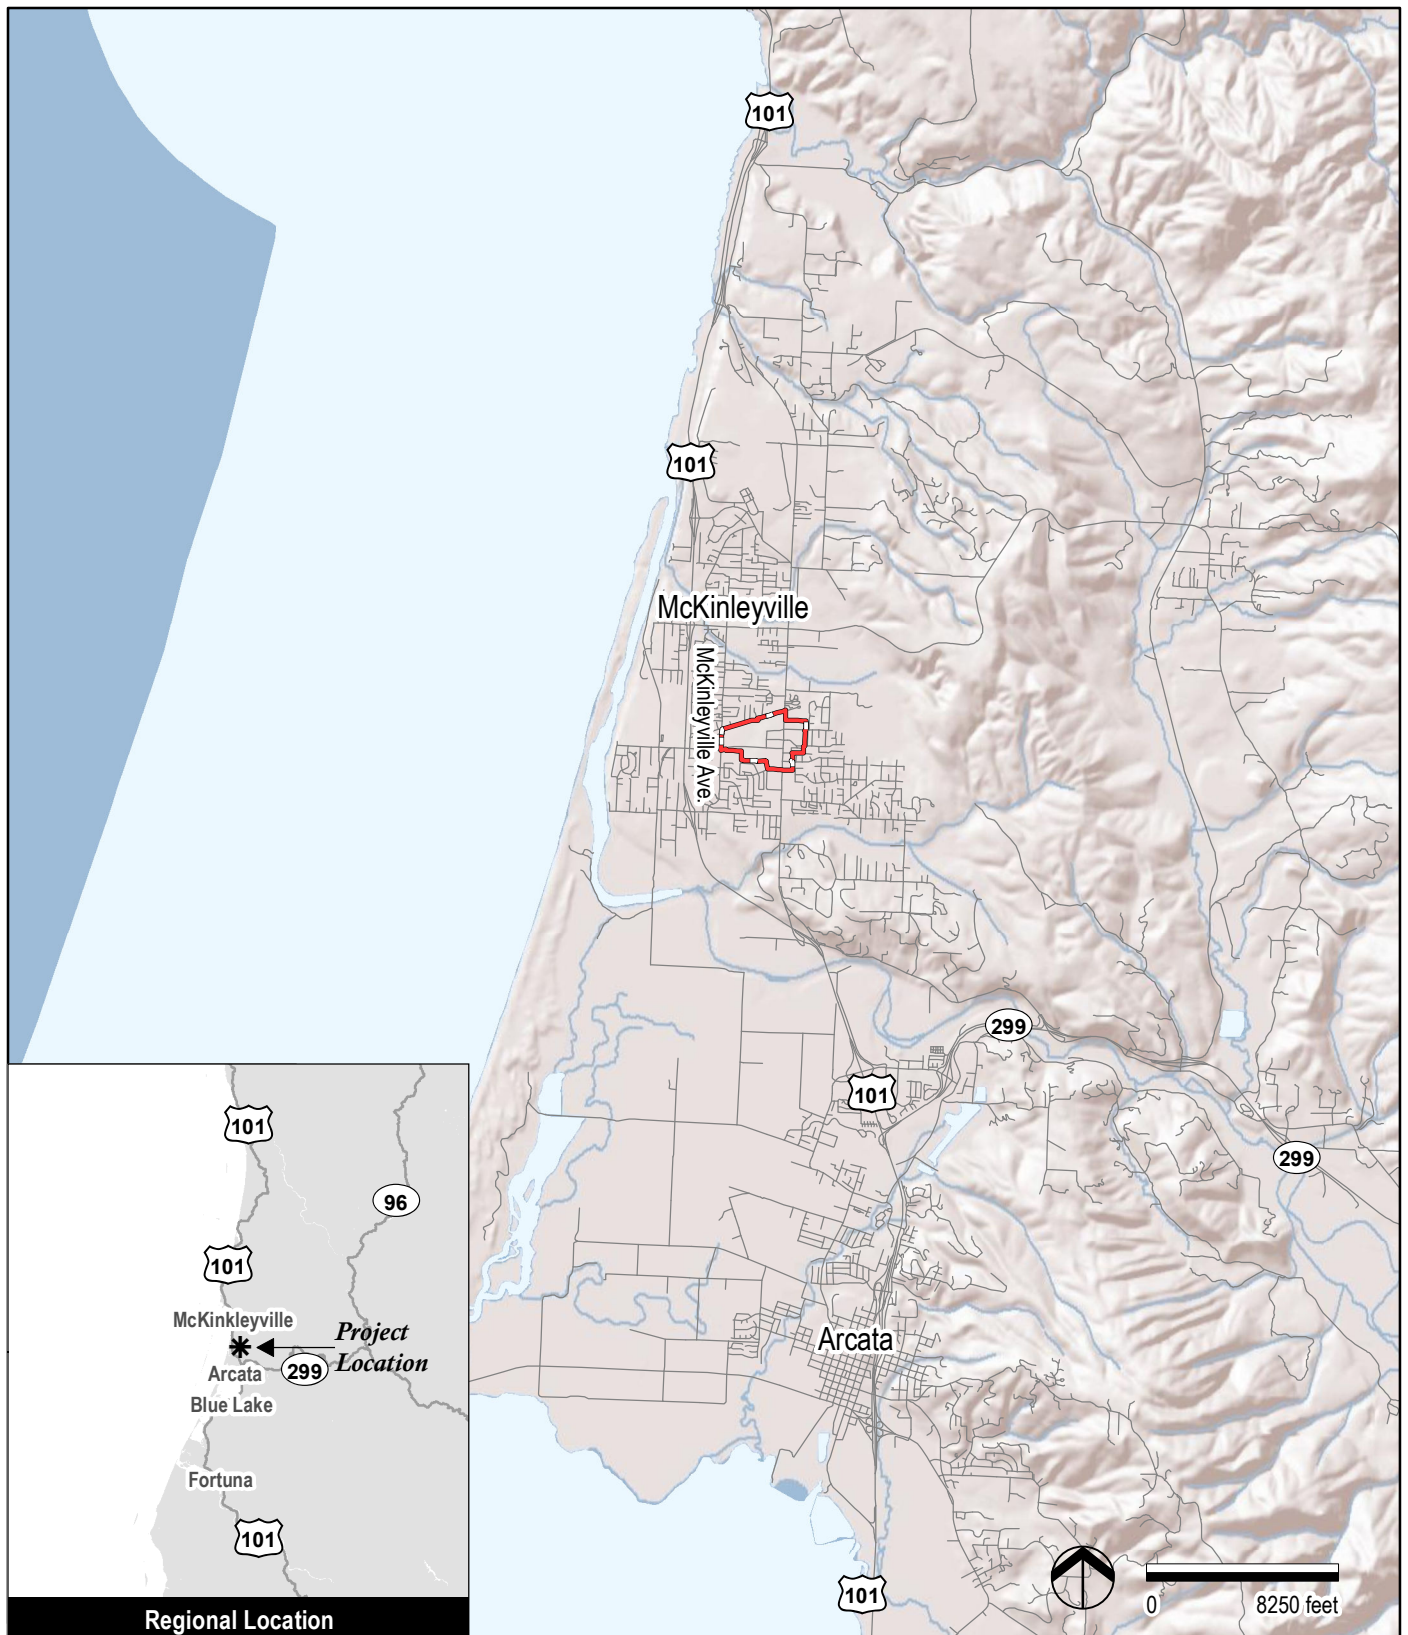 101
101
McKinleyville
McKinleyville Ave.
299
101
299
Arcata
101
0 8250 feet
101
96
101
McKinkleyville
Project
Location
299
Arcata
Blue Lake
Fortuna
101
Regional Location